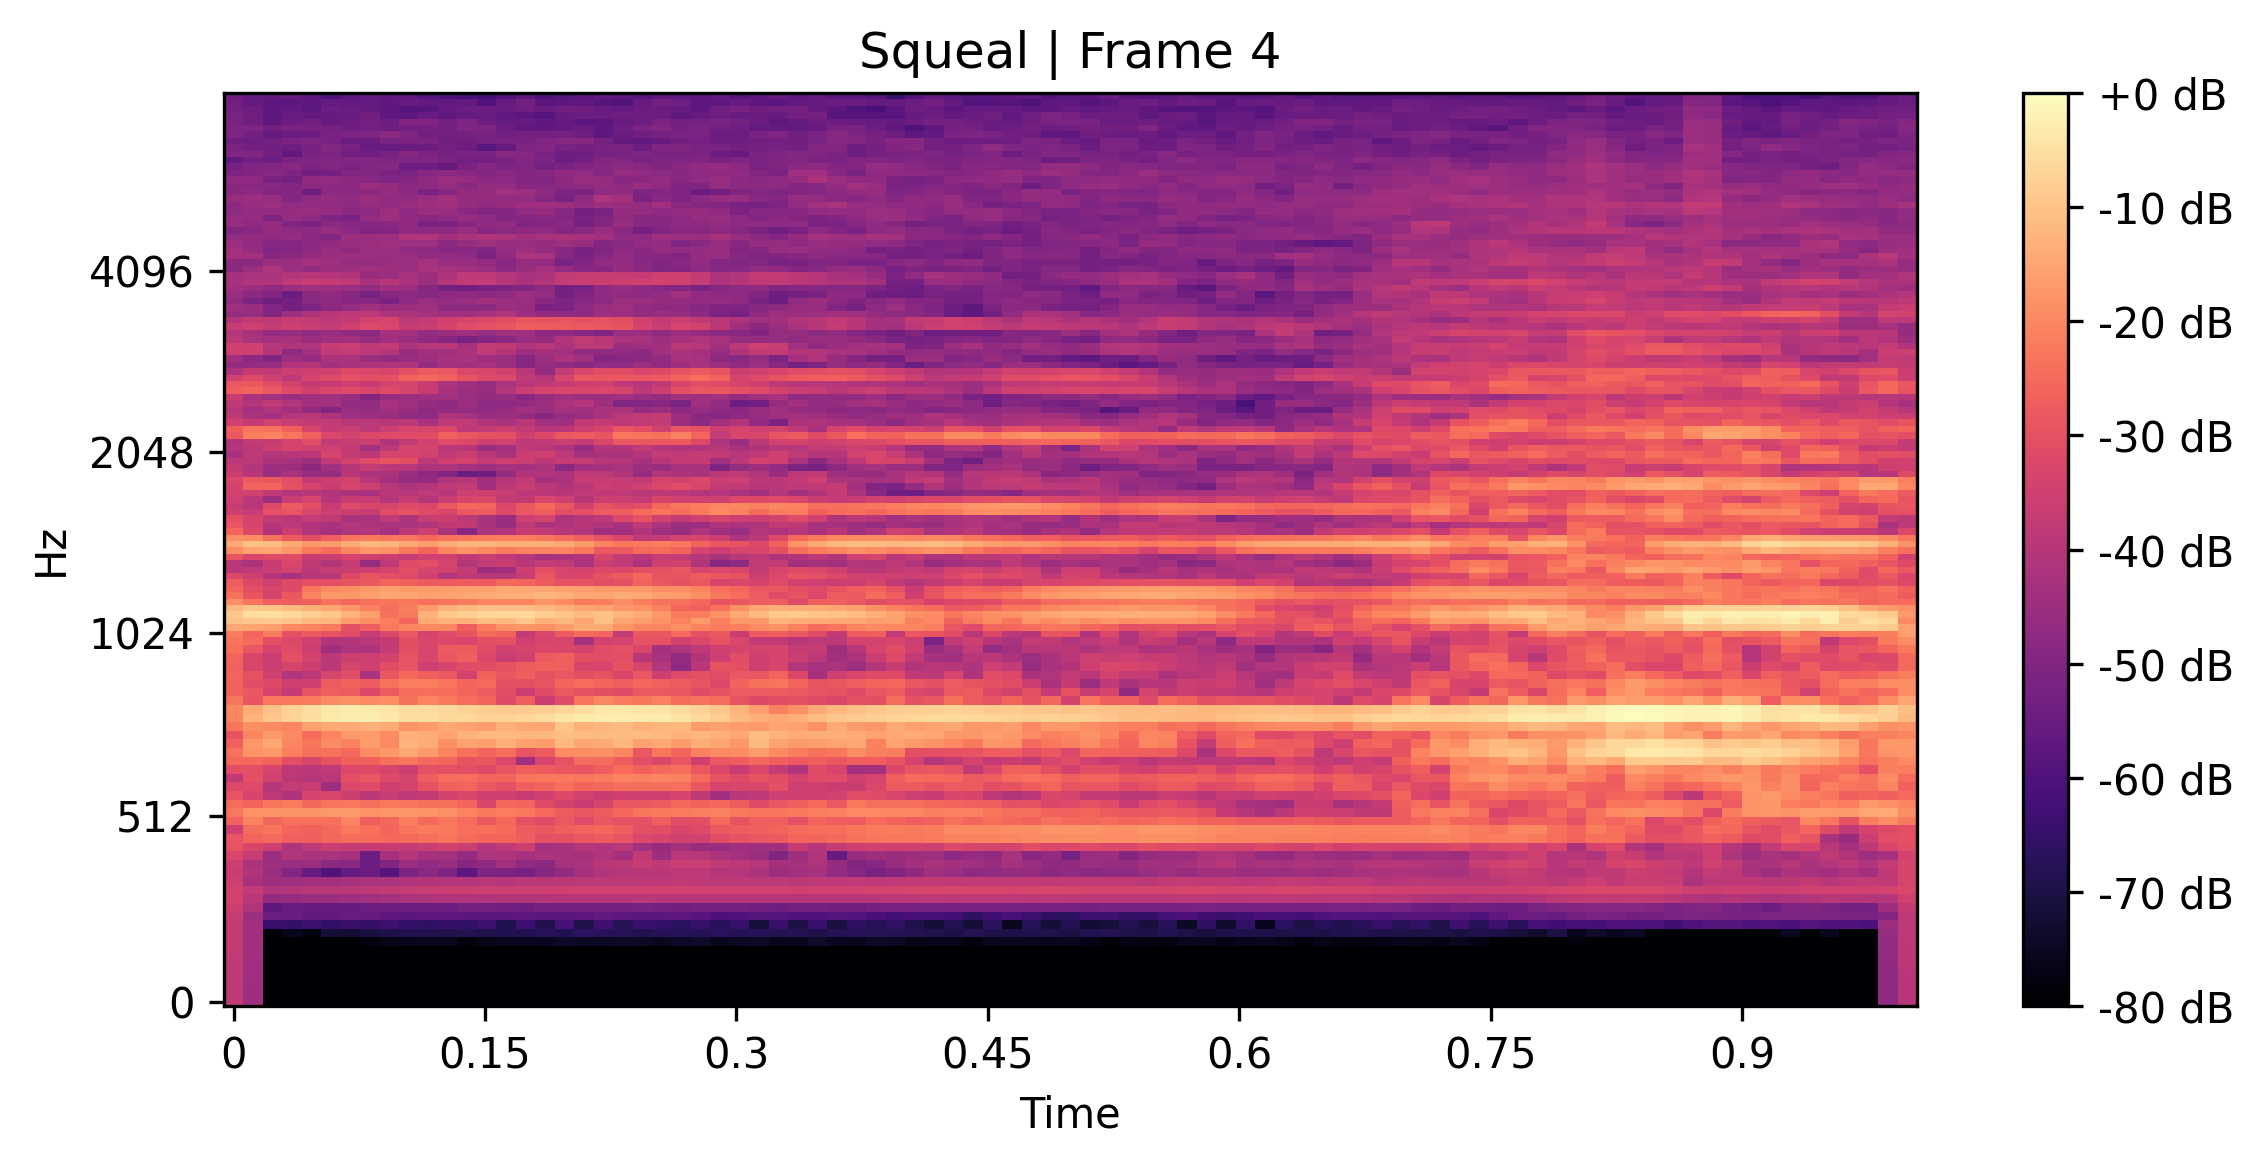 Squeal | Frame 4
Hz
4096
2048
1024
512
0
0 0.15 0.3 0.45 0.6 0.75 0.9
Time
+0 dB
-10 dB
-20 dB
-30 dB
-40 dB
-50 dB
-60 dB
-70 dB
-80 dB